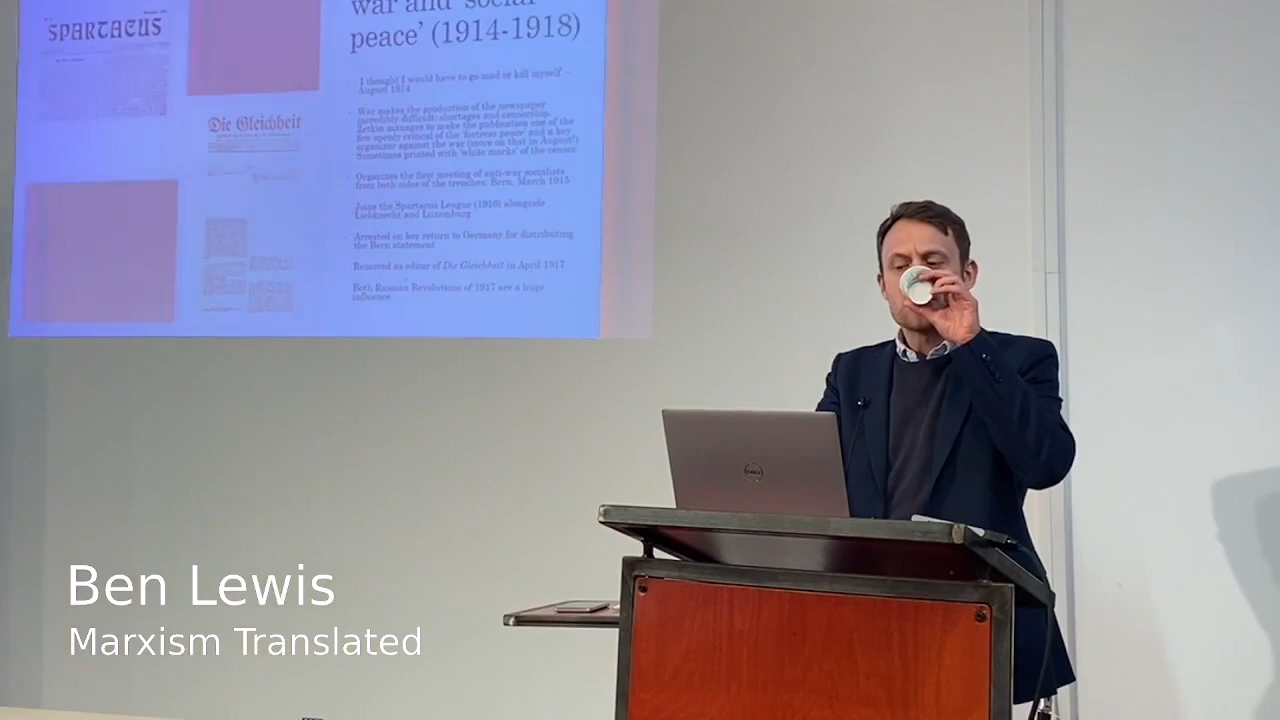 SPARTACUS
Die Gleichheit
war and 'social
peace' (1914-1918)
I thought I would have to go mad or kill myself –
August 1914
War makes the production of the newspaper
incredibly difficult: shortages and censorship.
Zetkin manages to make the publication one of the
few openly critical of the 'fortress peace' and a key
organizer against the war (more on that in August!)
Sometimes printed with 'white marks' of the censor
Organizes the first meeting of anti-war socialists
from both sides of the trenches: Bern, March 1915
Joins the Spartacus League (1916) alongside
Liebknecht and Luxemburg
Arrested on her return to Germany for distributing
the Bern statement
Removed as editor of Die Gleichheit in April 1917
Both Russian Revolutions of 1917 are a huge
influence
DELL
Ben Lewis
Marxism Translated